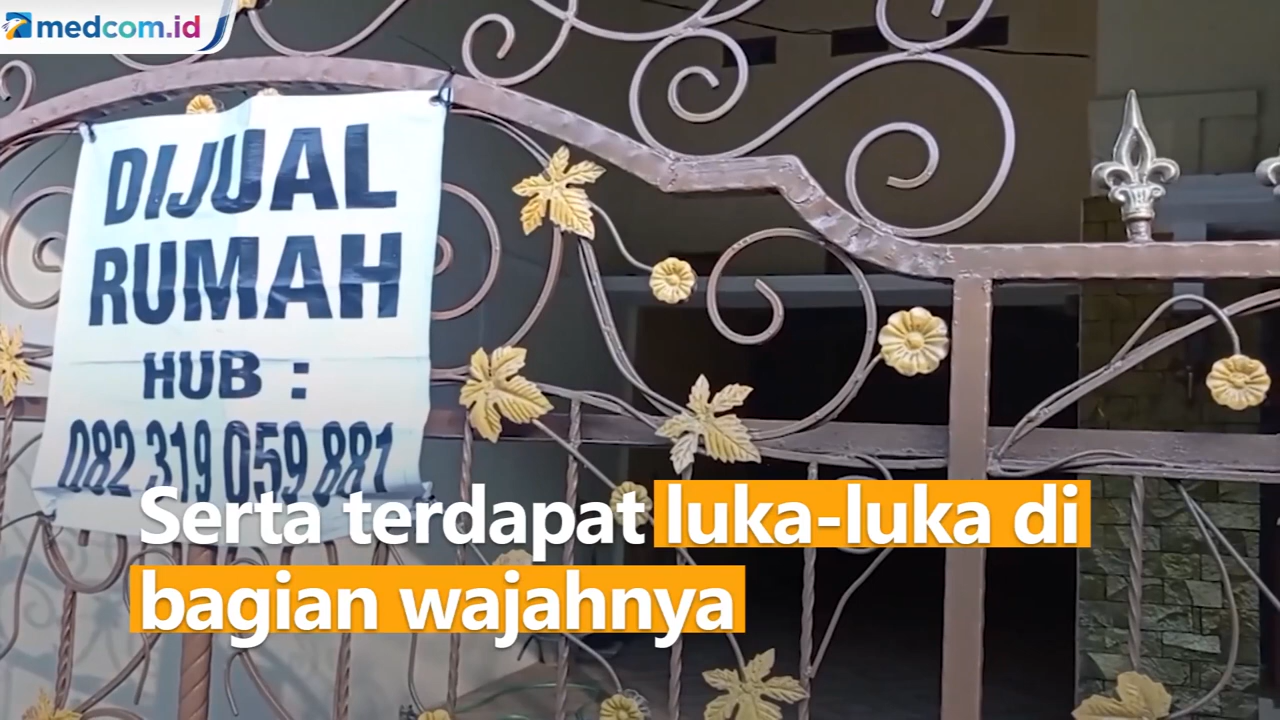 medcom.id
DIJUAL
RUMAH
HUB :
082 319 059 881
Serta terdapat luka-luka di
bagian wajahnya